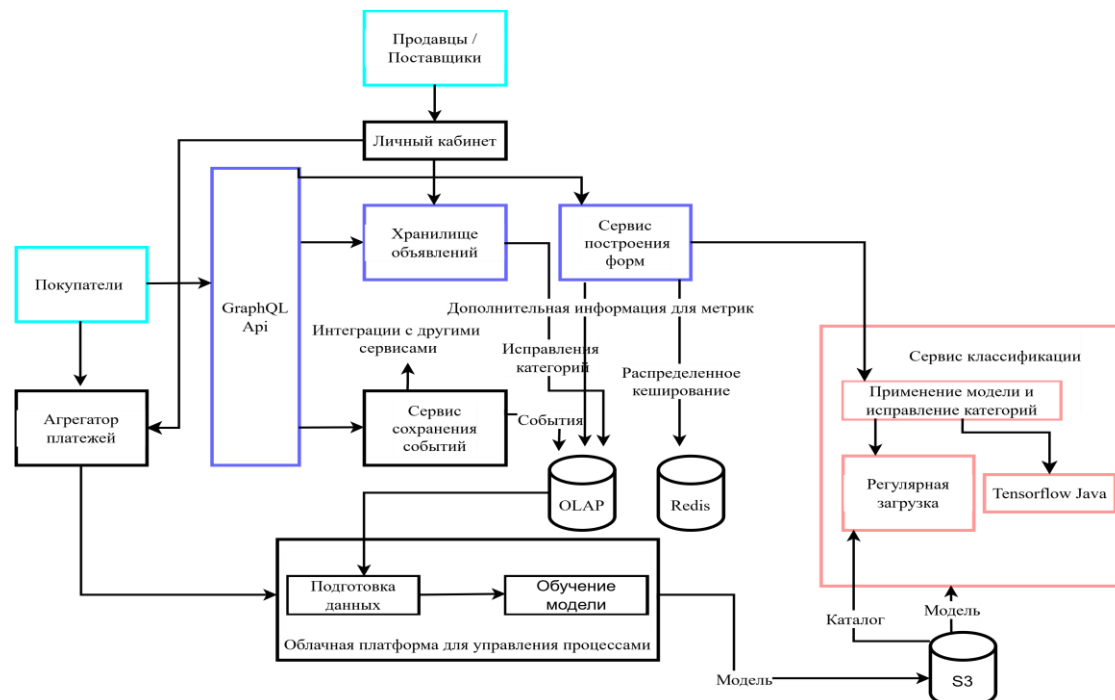 Продавцы /
Поставщики
Личный кабинет
Хранилище
объявлений
Сервис
построения
форм
Покупатели
GraphQL
Api
Дополнительная информация для метрик
Интеграции с другими
сервисами
Исправления
категорий
Распределенное
кеширование
Сервис классификации
Применение модели и
исправление категорий
Агрегатор
платежей
Сервис
сохранения
событий
События
Регулярная
загрузка
Tensorflow Java
OLAP
Redis
Подготовка
данных
Обучение
модели
Облачная платформа для управления процессами
Каталог
Модель
Модель
S3